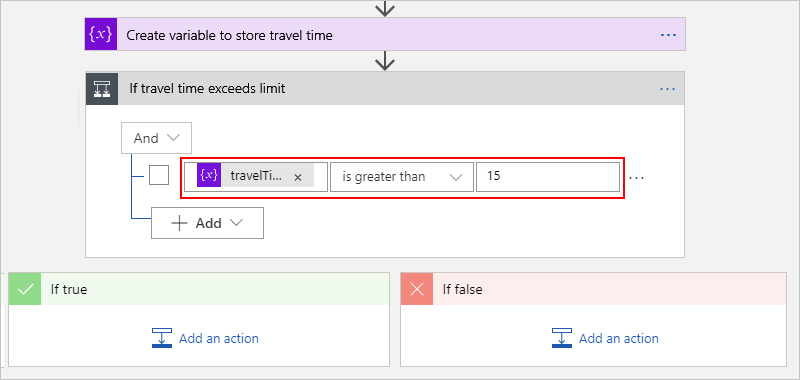 {x} Create variable to store travel time ...
If travel time exceeds limit ...
And
{x} travelTi... × is greater than 15 ...
+ Add
If true
If false
Add an action
Add an action